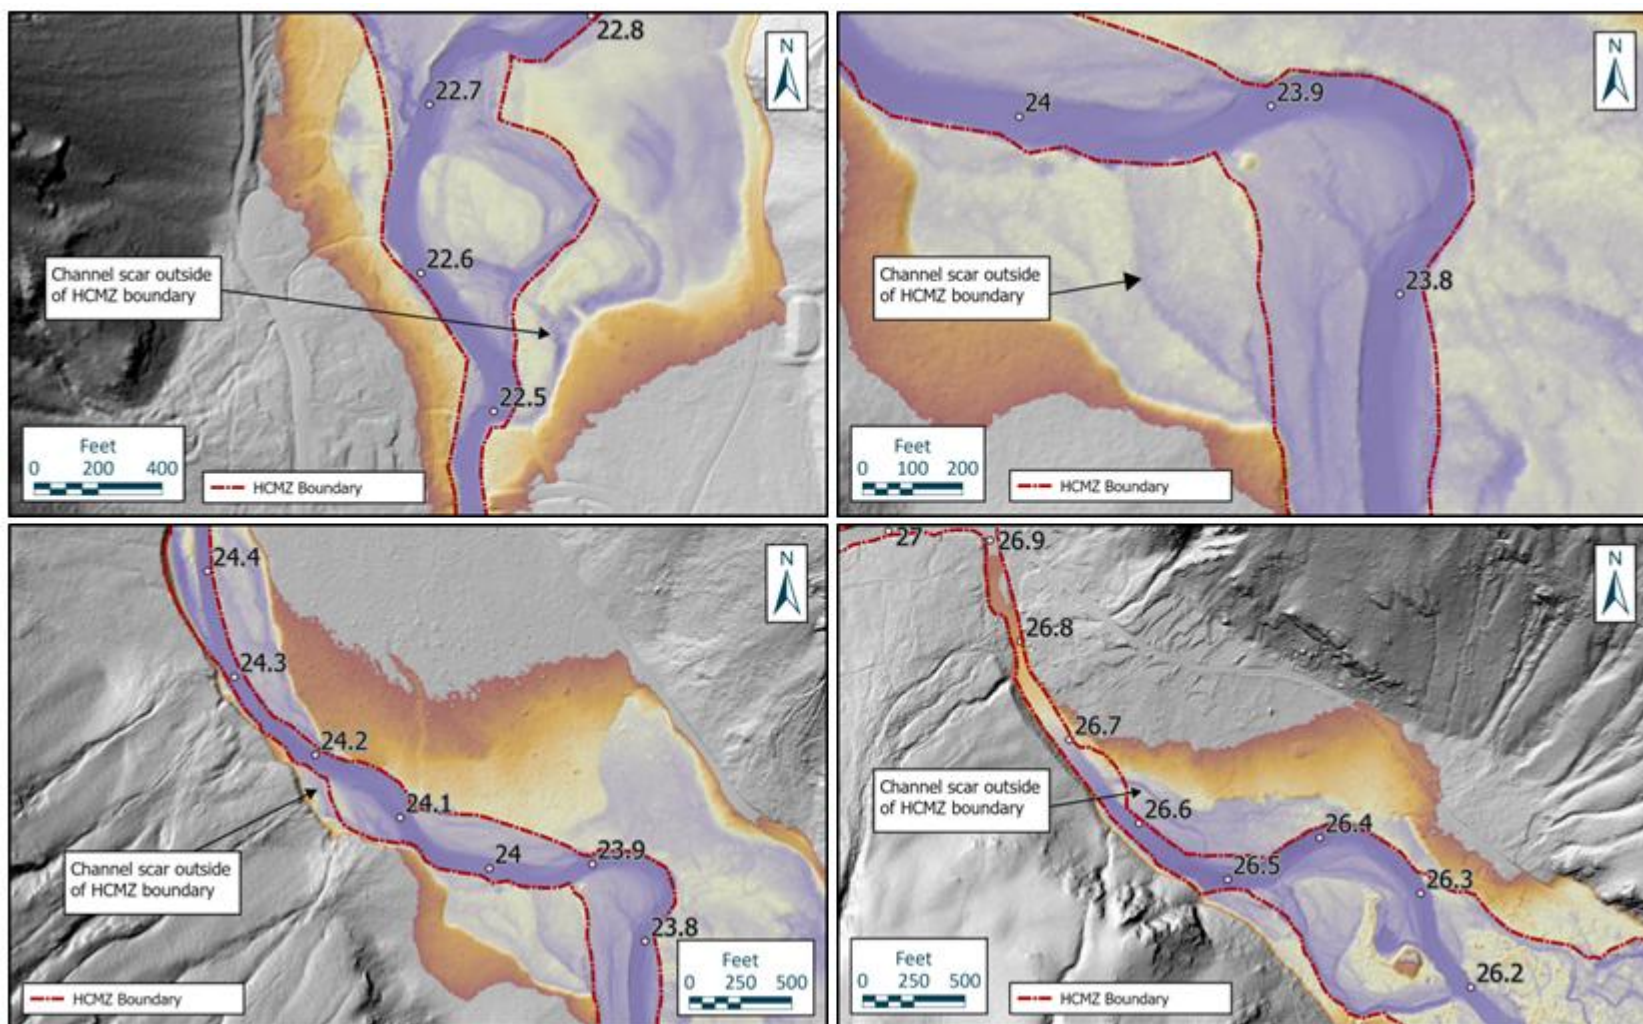 22.8
N
22.7
22.6
Channel scar outside
of HCMZ boundary
22.5
Feet
0 200 400
HCMZ Boundary
N
24
23.9
Channel scar outside
of HCMZ boundary
23.8
Feet
0 100 200
HCMZ Boundary
24.4
N
24.3
24.2
24.1
24
23.9
Channel scar outside
of HCMZ boundary
23.8
Feet
0 250 500
HCMZ Boundary
27
26.9
N
26.8
26.7
Channel scar outside
of HCMZ boundary
26.6
26.4
26.5
26.3
26.2
Feet
0 250 500
HCMZ Boundary